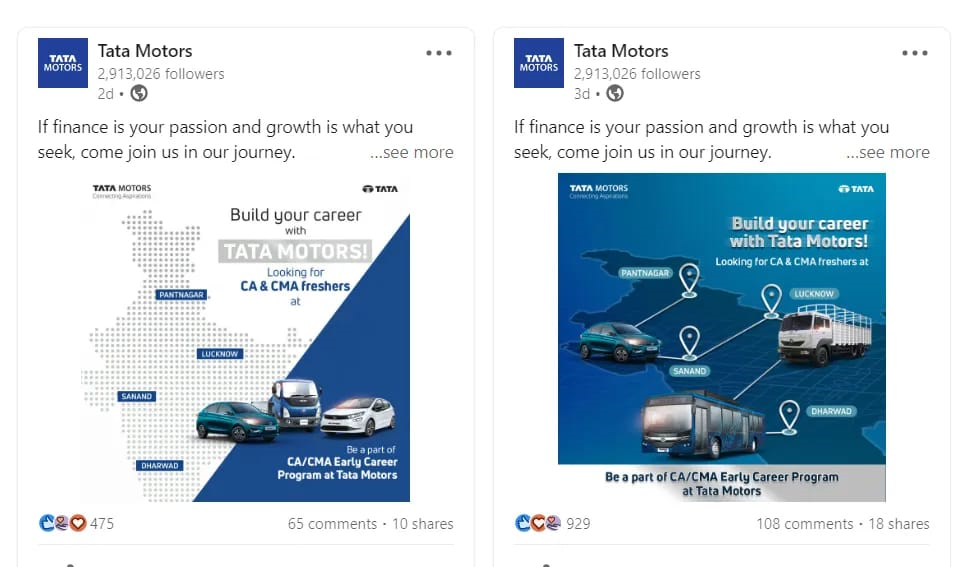 TATA
MOTORS
Tata Motors
2,913,026 followers
2d •
If finance is your passion and growth is what you
seek, come join us in our journey. ...see more
TATA MOTORS
Connecting Aspirations
TATA
Build your career
with
TATA MOTORS!
Looking for
CA & CMA freshers
at
PANTNAGAR
LUCKNOW
SANAND
DHARWAD
Be a part of
CA/CMA Early Career
Program at Tata Motors
475
65 comments • 10 shares
TATA
MOTORS
Tata Motors
2,913,026 followers
3d •
If finance is your passion and growth is what you
seek, come join us in our journey. ...see more
TATA MOTORS
Connecting Aspirations
TATA
Build your career
with Tata Motors!
Looking for CA & CMA freshers at
PANTNAGAR
LUCKNOW
SANAND
DHARWAD
Be a part of CA/CMA Early Career Program
at Tata Motors
929
108 comments • 18 shares